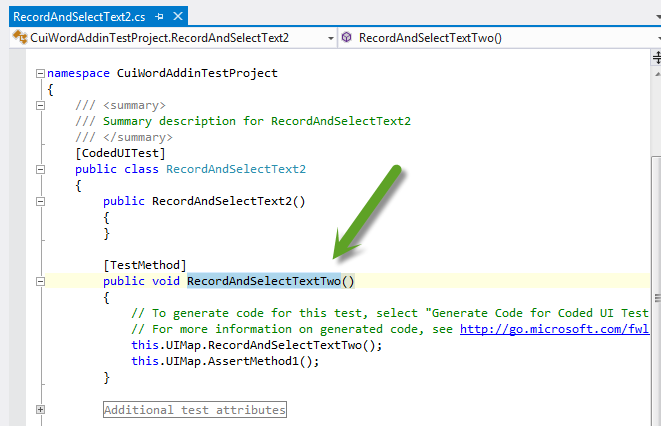 RecordAndSelectText2.cs
CuiWordAddinTestProject.RecordAndSelectText2 RecordAndSelectTextTwo()
namespace CuiWordAddinTestProject
{
/// <summary>
/// Summary description for RecordAndSelectText2
/// </summary>
[CodedUITest]
public class RecordAndSelectText2
{
public RecordAndSelectText2()
{
}
[TestMethod]
public void RecordAndSelectTextTwo()
{
// To generate code for this test, select "Generate Code for Coded UI Test
// For more information on generated code, see http://go.microsoft.com/fwl
this.UIMap.RecordAndSelectTextTwo();
this.UIMap.AssertMethod1();
}
Additional test attributes